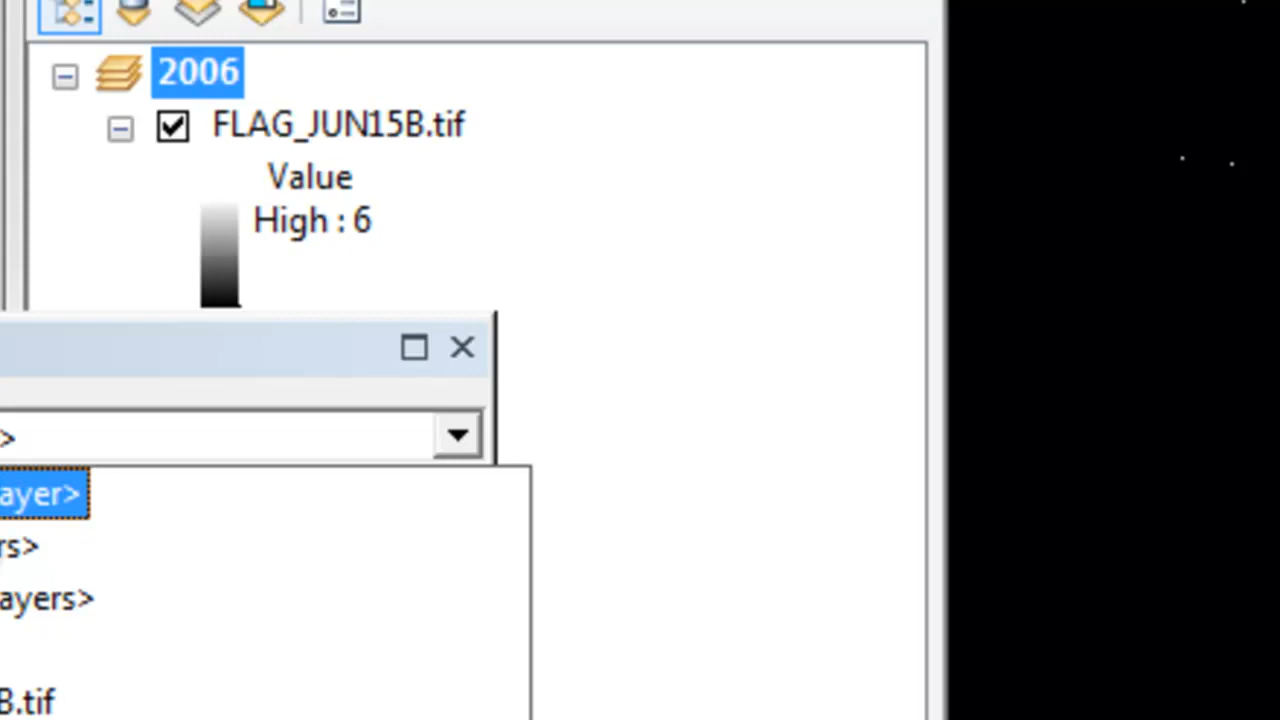 2006
FLAG_JUN15B.tif
Value
High : 6
>
ayer>
rs>
ayers>
B.tif